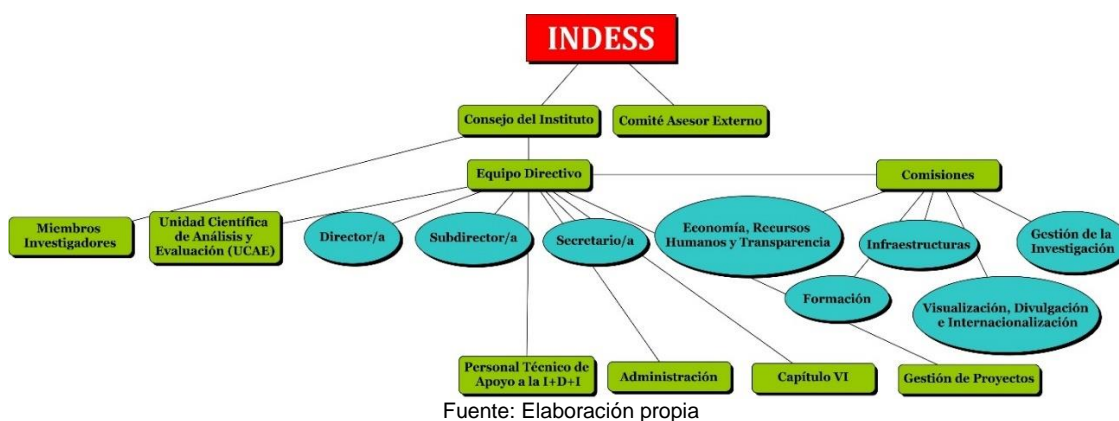 INDESS
Consejo del Instituto
Comité Asesor Externo
Equipo Directivo
Comisiones
Miembros
Investigadores
Unidad Científica
de Análisis y
Evaluación (UCAE)
Director/a
Subdirector/a
Secretario/a
Economía, Recursos
Humanos y Transparencia
Infraestructuras
Gestión de la
Investigación
Formación
Visualización, Divulgación
e Internacionalización
Personal Técnico de
Apoyo a la I+D+I
Administración
Capítulo VI
Gestión de Proyectos
Fuente: Elaboración propia